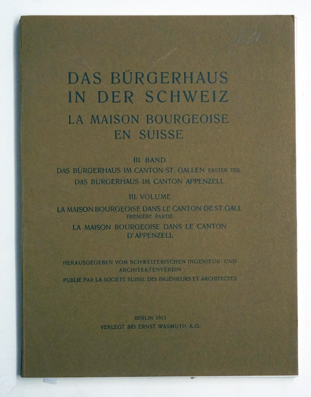 DAS BÜRGERHAUS
IN DER SCHWEIZ
LA MAISON BOURGEOISE
EN SUISSE
III. BAND
DAS BÜRGERHAUS IM CANTON ST. GALLEN ERSTER TEIL
DAS BÜRGERHAUS IM CANTON APPENZELL
III. VOLUME
LA MAISON BOURGEOISE DANS LE CANTON DE ST. GALL
PREMIÈRE PARTIE
LA MAISON BOURGEOISE DANS LE CANTON
D'APPENZELL
HERAUSGEGEBEN VOM SCHWEIZERISCHEN INGENIEUR- UND
ARCHITEKTENVEREIN
PUBLIÉ PAR LA SOCIÉTÉ SUISSE DES INGÉNIEURS ET ARCHITECTES
BERLIN 1913
VERLEGT BEI ERNST WASMUTH A.G.